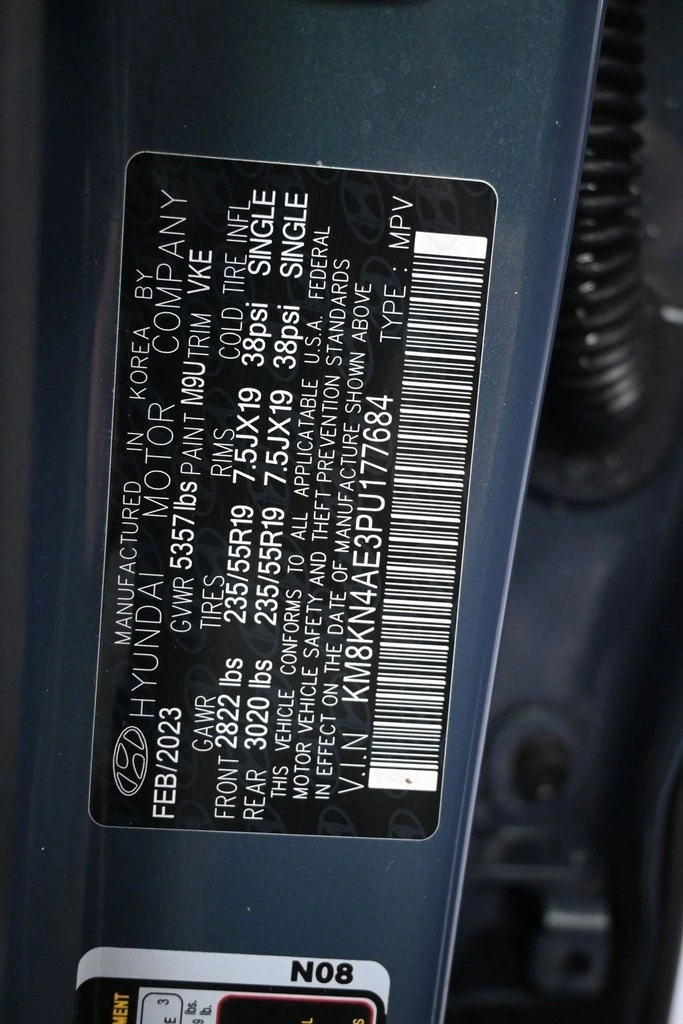 MANUFACTURED IN KOREA BY
HYUNDAI MOTOR COMPANY
FEB/2023 GVWR 5357 lbs PAINT M9U TRIM VKE
GAWR TIRES RIMS COLD TIRE INFL
FRONT 2822 lbs 235/55R19 7.5JX19 38psi SINGLE
REAR 3020 lbs 235/55R19 7.5JX19 38psi SINGLE
THIS VEHICLE CONFORMS TO ALL APPLICATABLE U.S.A. FEDERAL
MOTOR VEHICLE SAFETY AND THEFT PREVENTION STANDARDS
IN EFFECT ON THE DATE OF MANUFACTURE SHOWN ABOVE
V.I.N KM8KN4AE3PU177684 TYPE : MPV
N08